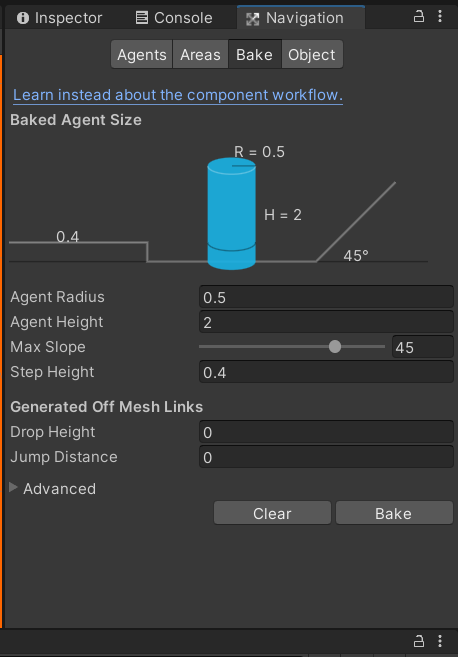 Inspector Console Navigation
Agents Areas Bake Object
Learn instead about the component workflow.
Baked Agent Size
R = 0.5
H = 2
0.4
45°
Agent Radius 0.5
Agent Height 2
Max Slope 45
Step Height 0.4
Generated Off Mesh Links
Drop Height 0
Jump Distance 0
Advanced
Clear Bake